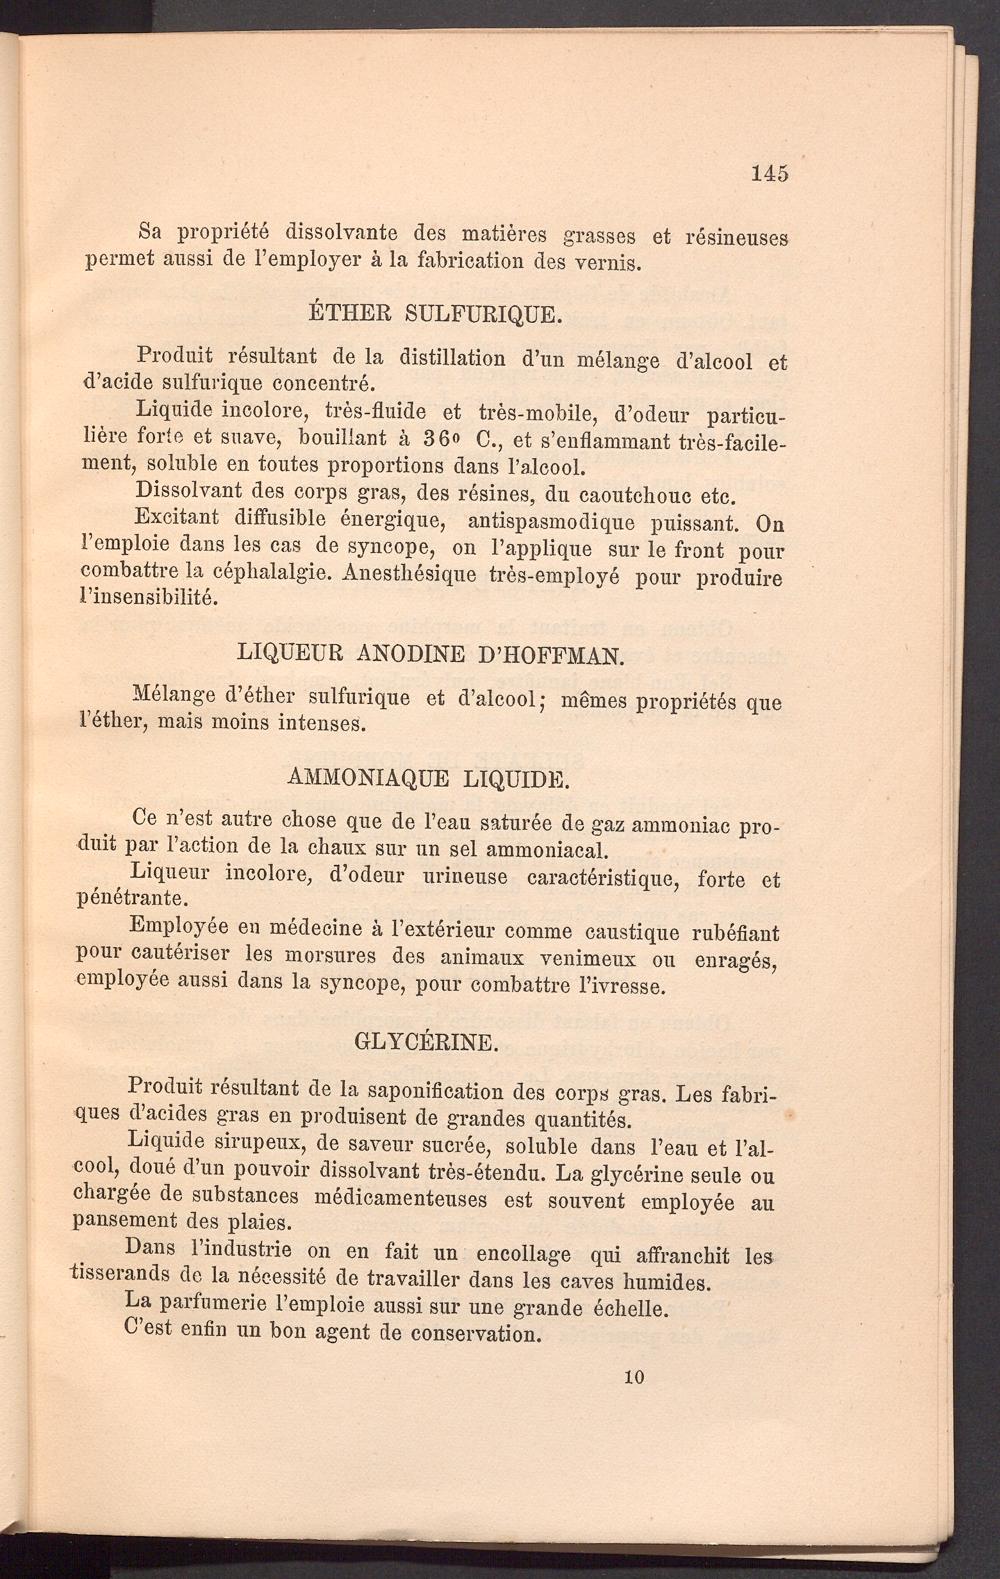 145
Sa propriété dissolvante des matières grasses et résineuses
permet aussi de l'employer à la fabrication des vernis.
ÉTHER SULFURIQUE.
Produit résultant de la distillation d'un mélange d'alcool et
d'acide sulfurique concentré.
Liquide incolore, très-fluide et très-mobile, d'odeur particu-
lière forte et suave, bouillant à 36° C., et s'enflammant très-facile-
ment, soluble en toutes proportions dans l'alcool.
Dissolvant des corps gras, des résines, du caoutchouc etc.
Excitant diffusible énergique, antispasmodique puissant. On
l'emploie dans les cas de syncope, on l'applique sur le front pour
combattre la céphalalgie. Anesthésique très-employé pour produire
l'insensibilité.
LIQUEUR ANODINE D'HOFFMAN.
Mélange d'éther sulfurique et d'alcool; mêmes propriétés que
l'éther, mais moins intenses.
AMMONIAQUE LIQUIDE.
Ce n'est autre chose que de l'eau saturée de gaz ammoniac pro-
duit par l'action de la chaux sur un sel ammoniacal.
Liqueur incolore, d'odeur urineuse caractéristique, forte et
pénétrante.
Employée en médecine à l'extérieur comme caustique rubéfiant
pour cautériser les morsures des animaux venimeux ou enragés,
employée aussi dans la syncope, pour combattre l'ivresse.
GLYCÉRINE.
Produit résultant de la saponification des corps gras. Les fabri-
ques d'acides gras en produisent de grandes quantités.
Liquide sirupeux, de saveur sucrée, soluble dans l'eau et l'al-
cool, doué d'un pouvoir dissolvant très-étendu. La glycérine seule ou
chargée de substances médicamenteuses est souvent employée au
pansement des plaies.
Dans l'industrie on en fait un encollage qui affranchit les
tisserands de la nécessité de travailler dans les caves humides.
La parfumerie l'emploie aussi sur une grande échelle.
C'est enfin un bon agent de conservation.
10